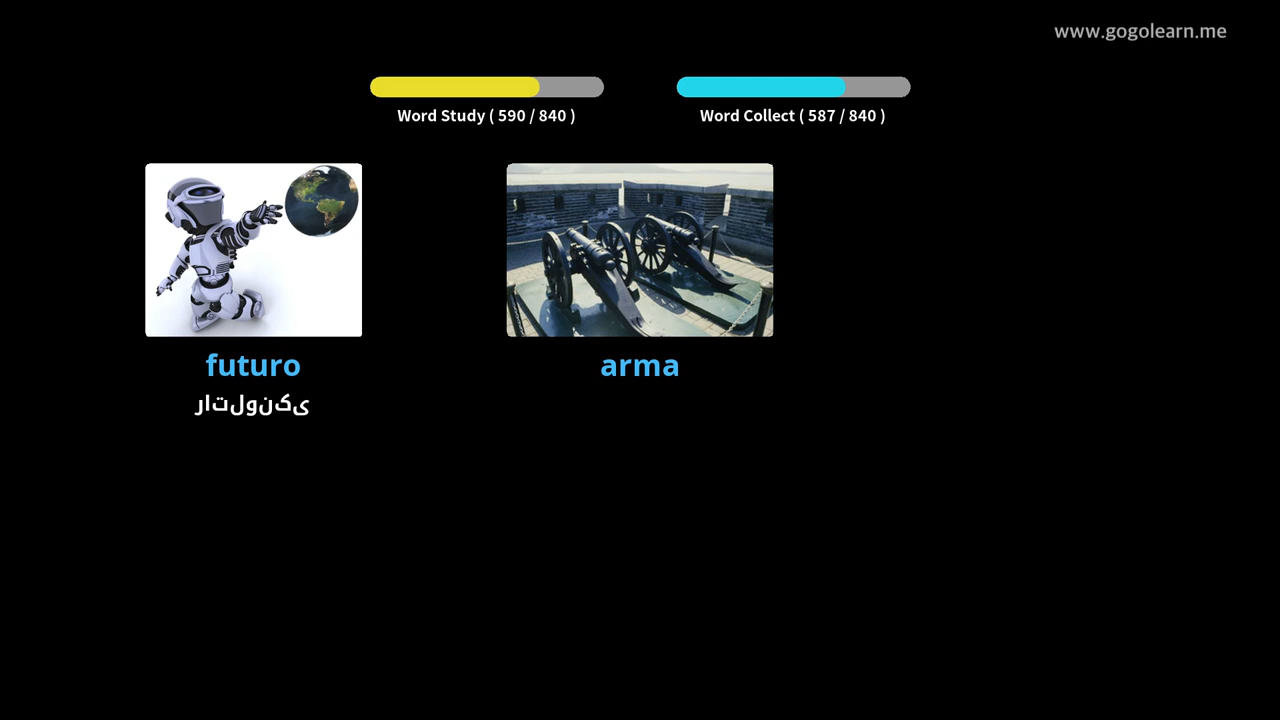 www.gogolearn.me
Word Study ( 590 / 840 )
Word Collect ( 587 / 840 )
futuro
arma
راتلونکی